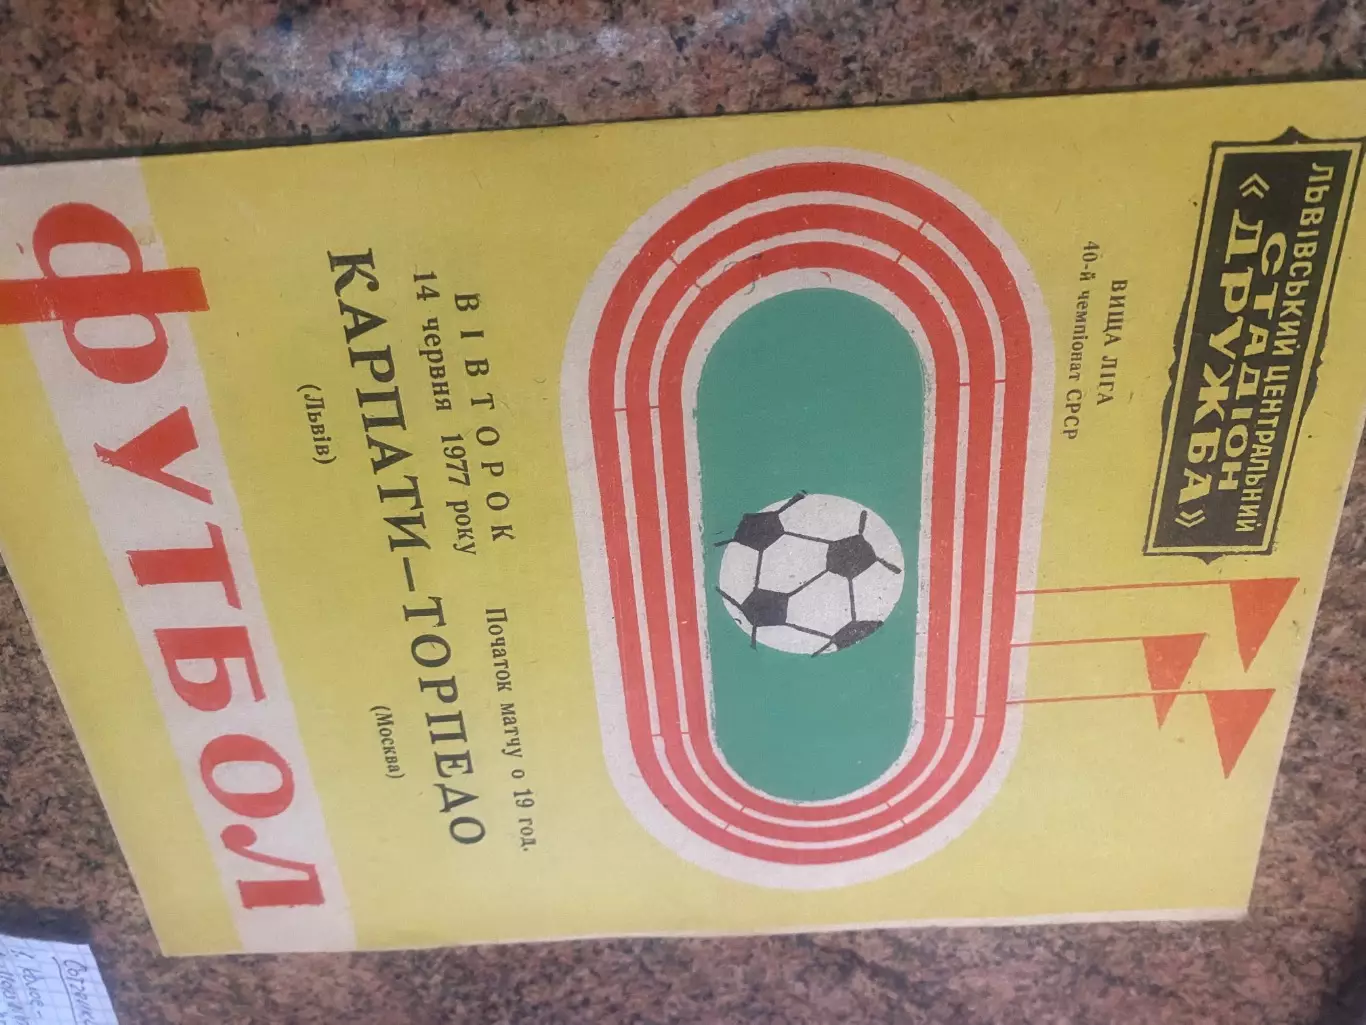 ЛЬВІВСЬКИЙ ЦЕНТРАЛЬНИЙ
СТАДІОН
« ДРУЖБА »
ВИЩА ЛІГА
40-й чемпіонат СРСР
ВІВТОРОК
14 червня 1977 року
Початок матчу о 19 год.
КАРПАТИ—ТОРПЕДО
(Львів)
(Москва)
ФУТБОЛ